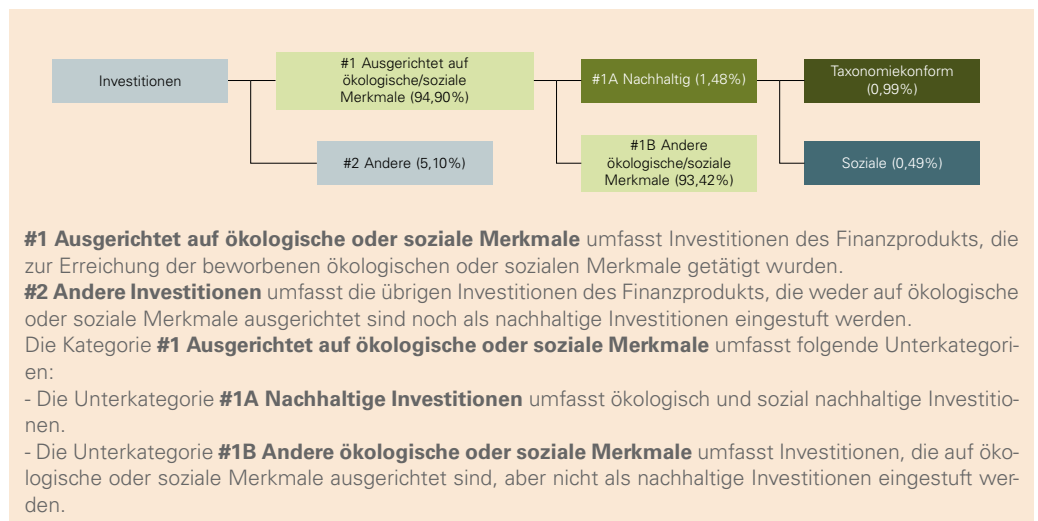 Investitionen
#1 Ausgerichtet auf
ökologische/soziale
Merkmale (94,90%)
#1A Nachhaltig (1,48%)
Taxonomiekonform
(0,99%)
#2 Andere (5,10%)
#1B Andere
ökologische/soziale
Merkmale (93,42%)
Soziale (0,49%)
#1 Ausgerichtet auf ökologische oder soziale Merkmale umfasst Investitionen des Finanzprodukts, die
zur Erreichung der beworbenen ökologischen oder sozialen Merkmale getätigt wurden.
#2 Andere Investitionen umfasst die übrigen Investitionen des Finanzprodukts, die weder auf ökologische
oder soziale Merkmale ausgerichtet sind noch als nachhaltige Investitionen eingestuft werden.
Die Kategorie #1 Ausgerichtet auf ökologische oder soziale Merkmale umfasst folgende Unterkategori-
en:
- Die Unterkategorie #1A Nachhaltige Investitionen umfasst ökologisch und sozial nachhaltige Investitio-
nen.
- Die Unterkategorie #1B Andere ökologische oder soziale Merkmale umfasst Investitionen, die auf öko-
logische oder soziale Merkmale ausgerichtet sind, aber nicht als nachhaltige Investitionen eingestuft wer-
den.